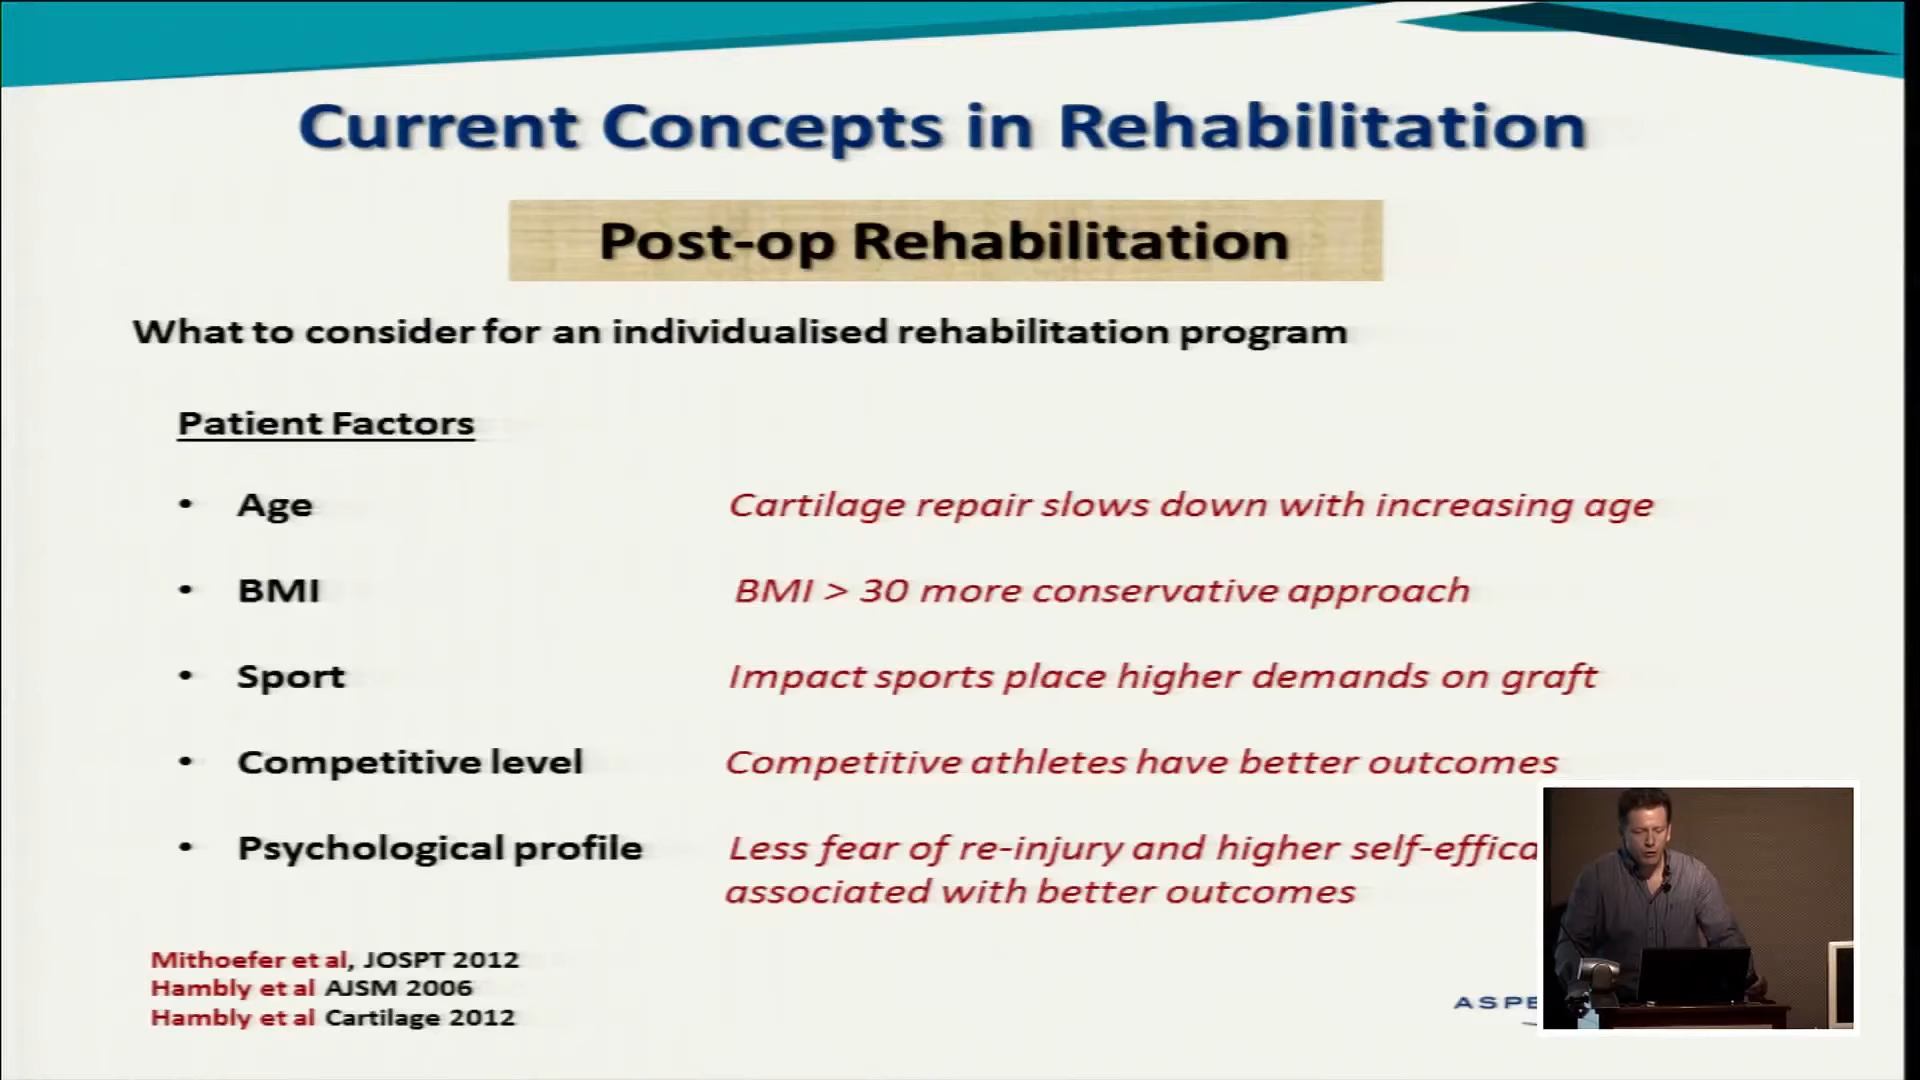 Current Concepts in Rehabilitation
Post-op Rehabilitation
What to consider for an individualised rehabilitation program
Patient Factors
• Age
Cartilage repair slows down with increasing age
• BMI
BMI > 30 more conservative approach
• Sport
Impact sports place higher demands on graft
• Competitive level
Competitive athletes have better outcomes
• Psychological profile
Less fear of re-injury and higher
associated with better outcomes
Mithoefer et al, JOSPT 2012
Hambly et al AJSM 2006
Hambly et al Cartilage 2012